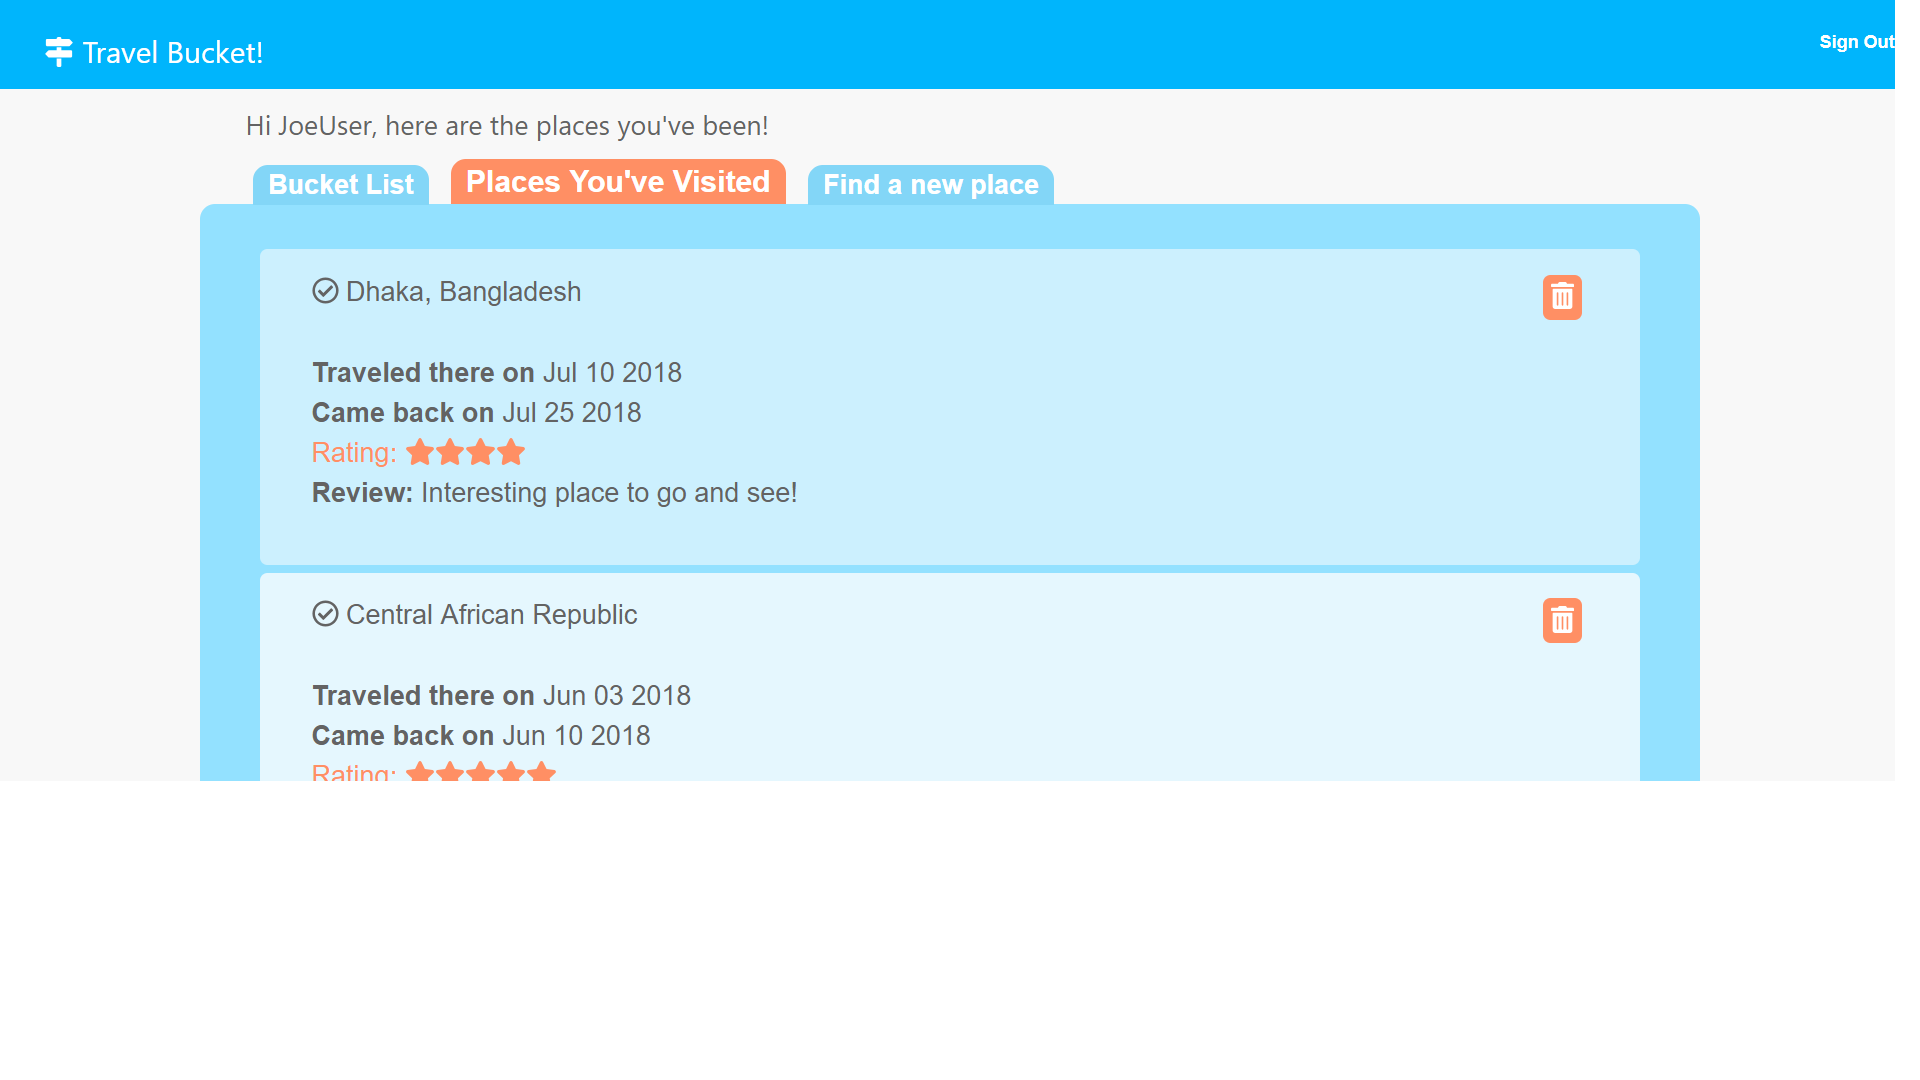 Travel Bucket!
Sign Out
Hi JoeUser, here are the places you've been!
Bucket List
Places You've Visited
Find a new place
Dhaka, Bangladesh
Traveled there on Jul 10 2018
Came back on Jul 25 2018
Rating:
Review: Interesting place to go and see!
Central African Republic
Traveled there on Jun 03 2018
Came back on Jun 10 2018
Rating: